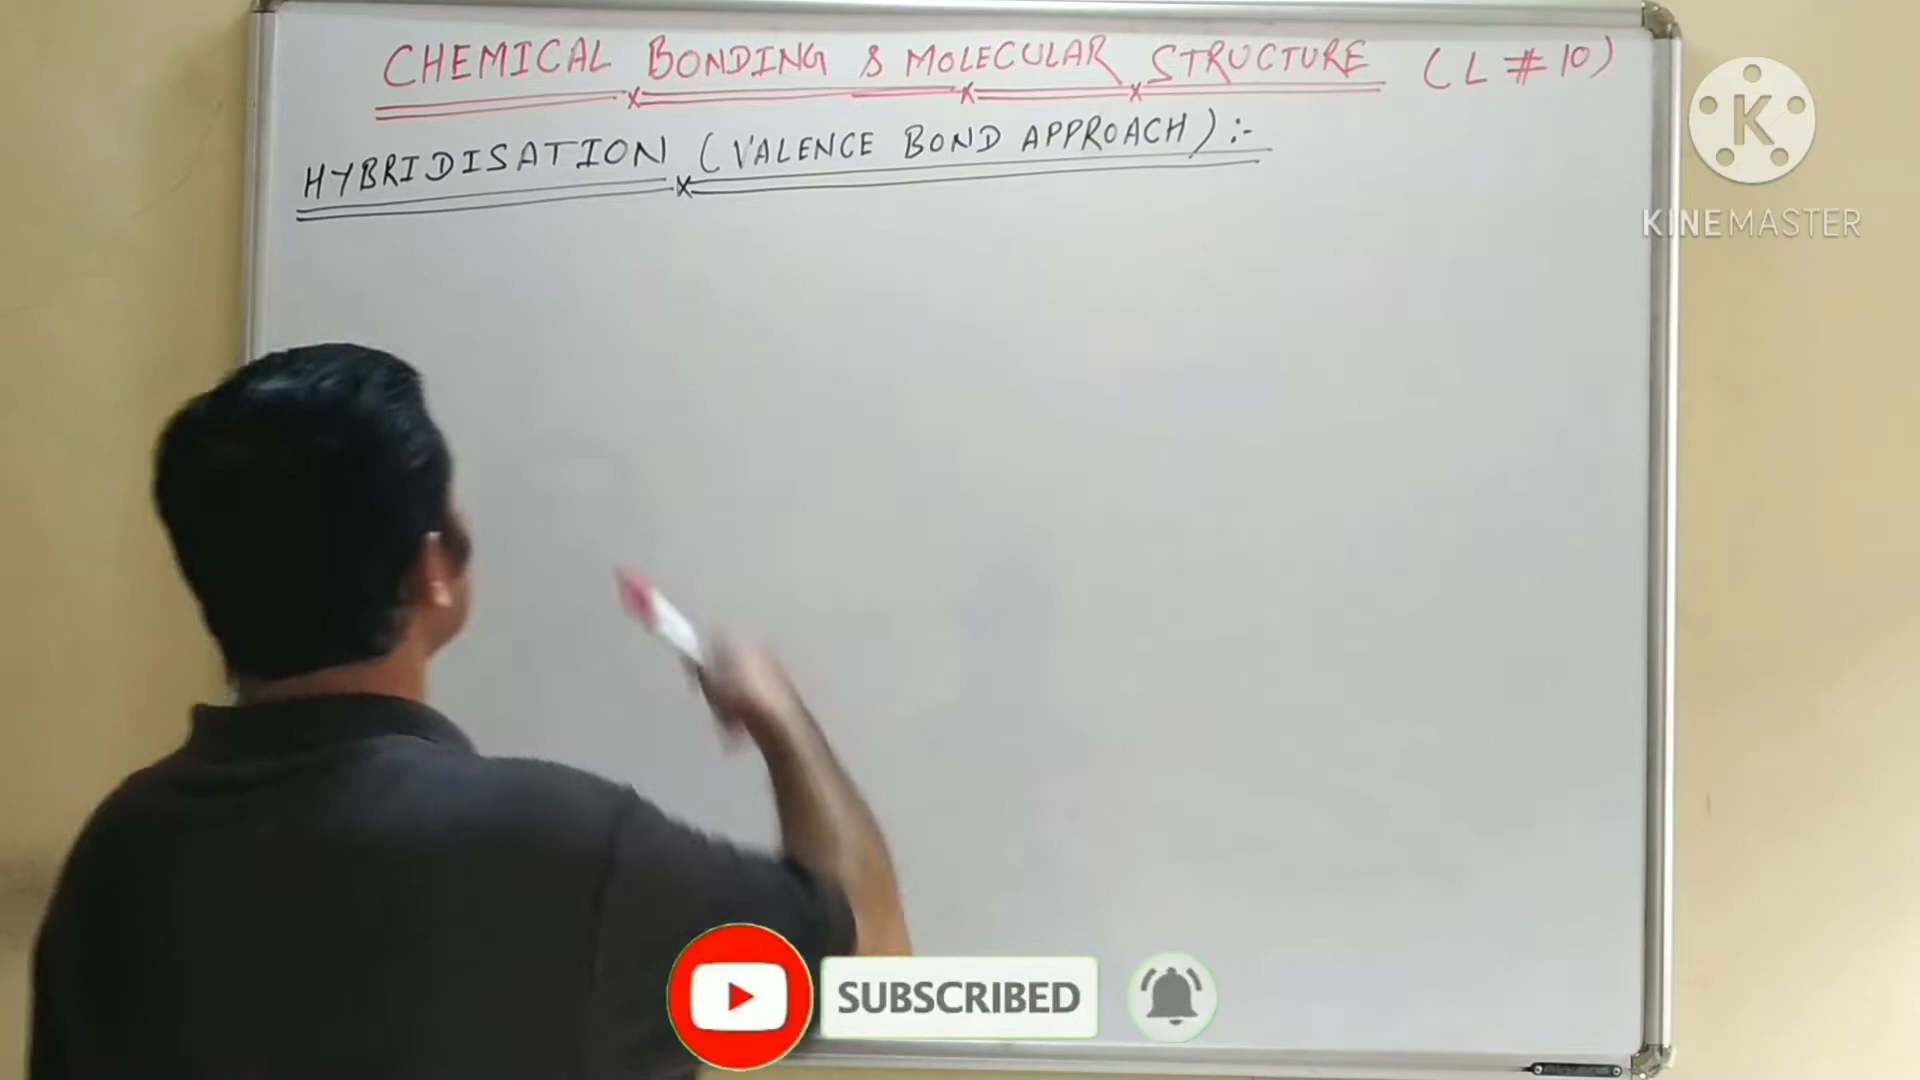 CHEMICAL BONDING & MOLECULAR STRUCTURE (L # 10)
HYBRIDISATION (VALENCE BOND APPROACH) :-
K
KINEMASTER
SUBSCRIBED